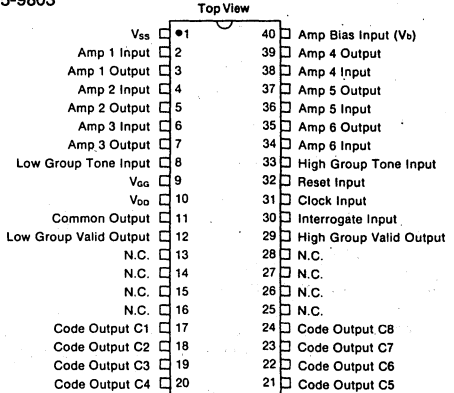 5-9803
Top View
Vss 1 40 Amp Bias Input (Vb)
Amp 1 Input 2 39 Amp 4 Output
Amp 1 Output 3 38 Amp 4 Input
Amp 2 Input 4 37 Amp 5 Output
Amp 2 Output 5 36 Amp 5 Input
Amp 3 Input 6 35 Amp 6 Output
Amp 3 Output 7 34 Amp 6 Input
Low Group Tone Input 8 33 High Group Tone Input
VGG 9 32 Reset Input
VDD 10 31 Clock Input
Common Output 11 30 Interrogate Input
Low Group Valid Output 12 29 High Group Valid Output
N.C. 13 28 N.C.
N.C. 14 27 N.C.
N.C. 15 26 N.C.
N.C. 16 25 N.C.
Code Output C1 17 24 Code Output C8
Code Output C2 18 23 Code Output C7
Code Output C3 19 22 Code Output C6
Code Output C4 20 21 Code Output C5